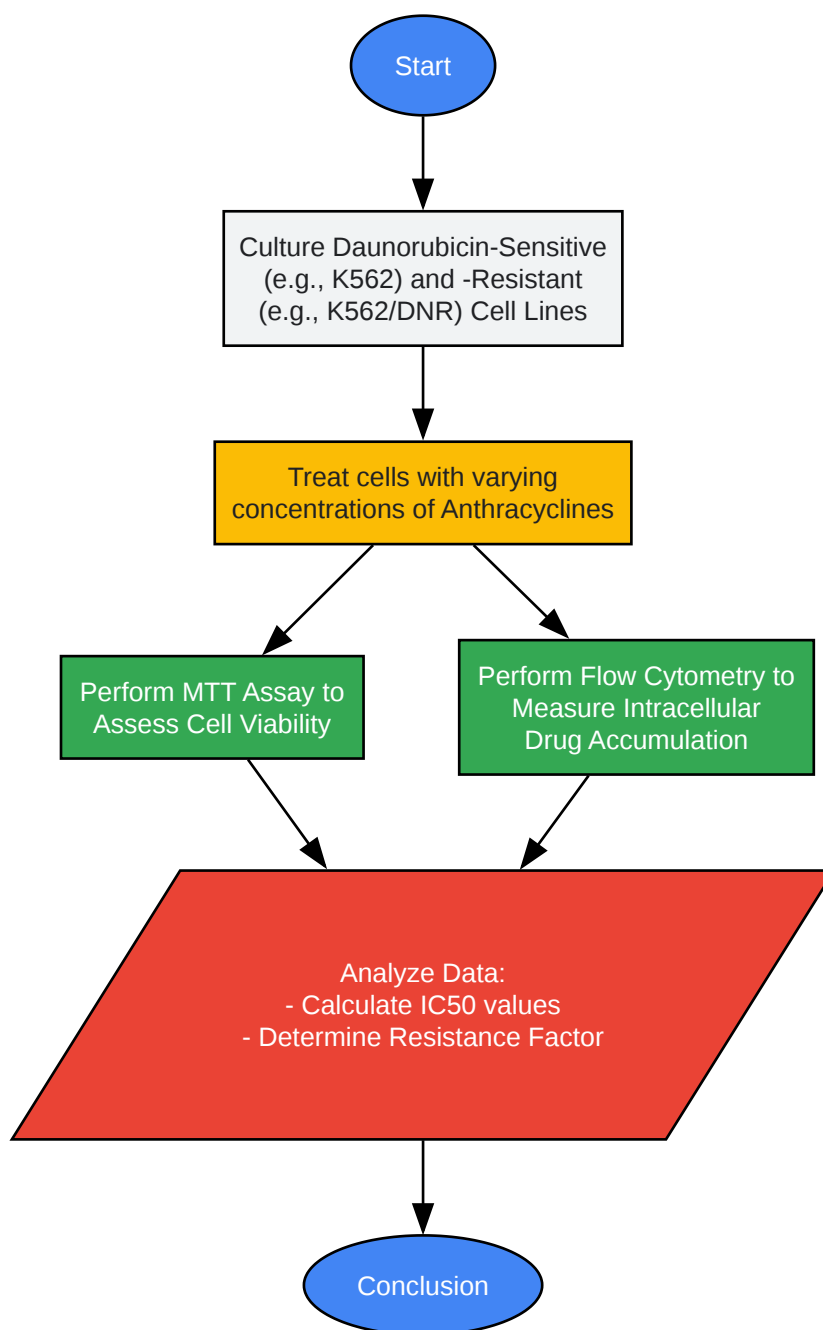 Start
Culture Daunorubicin-Sensitive
(e.g., K562) and -Resistant
(e.g., K562/DNR) Cell Lines
Treat cells with varying
concentrations of Anthracyclines
Perform MTT Assay to
Assess Cell Viability
Perform Flow Cytometry to
Measure Intracellular
Drug Accumulation
Analyze Data:
- Calculate IC50 values
- Determine Resistance Factor
Conclusion